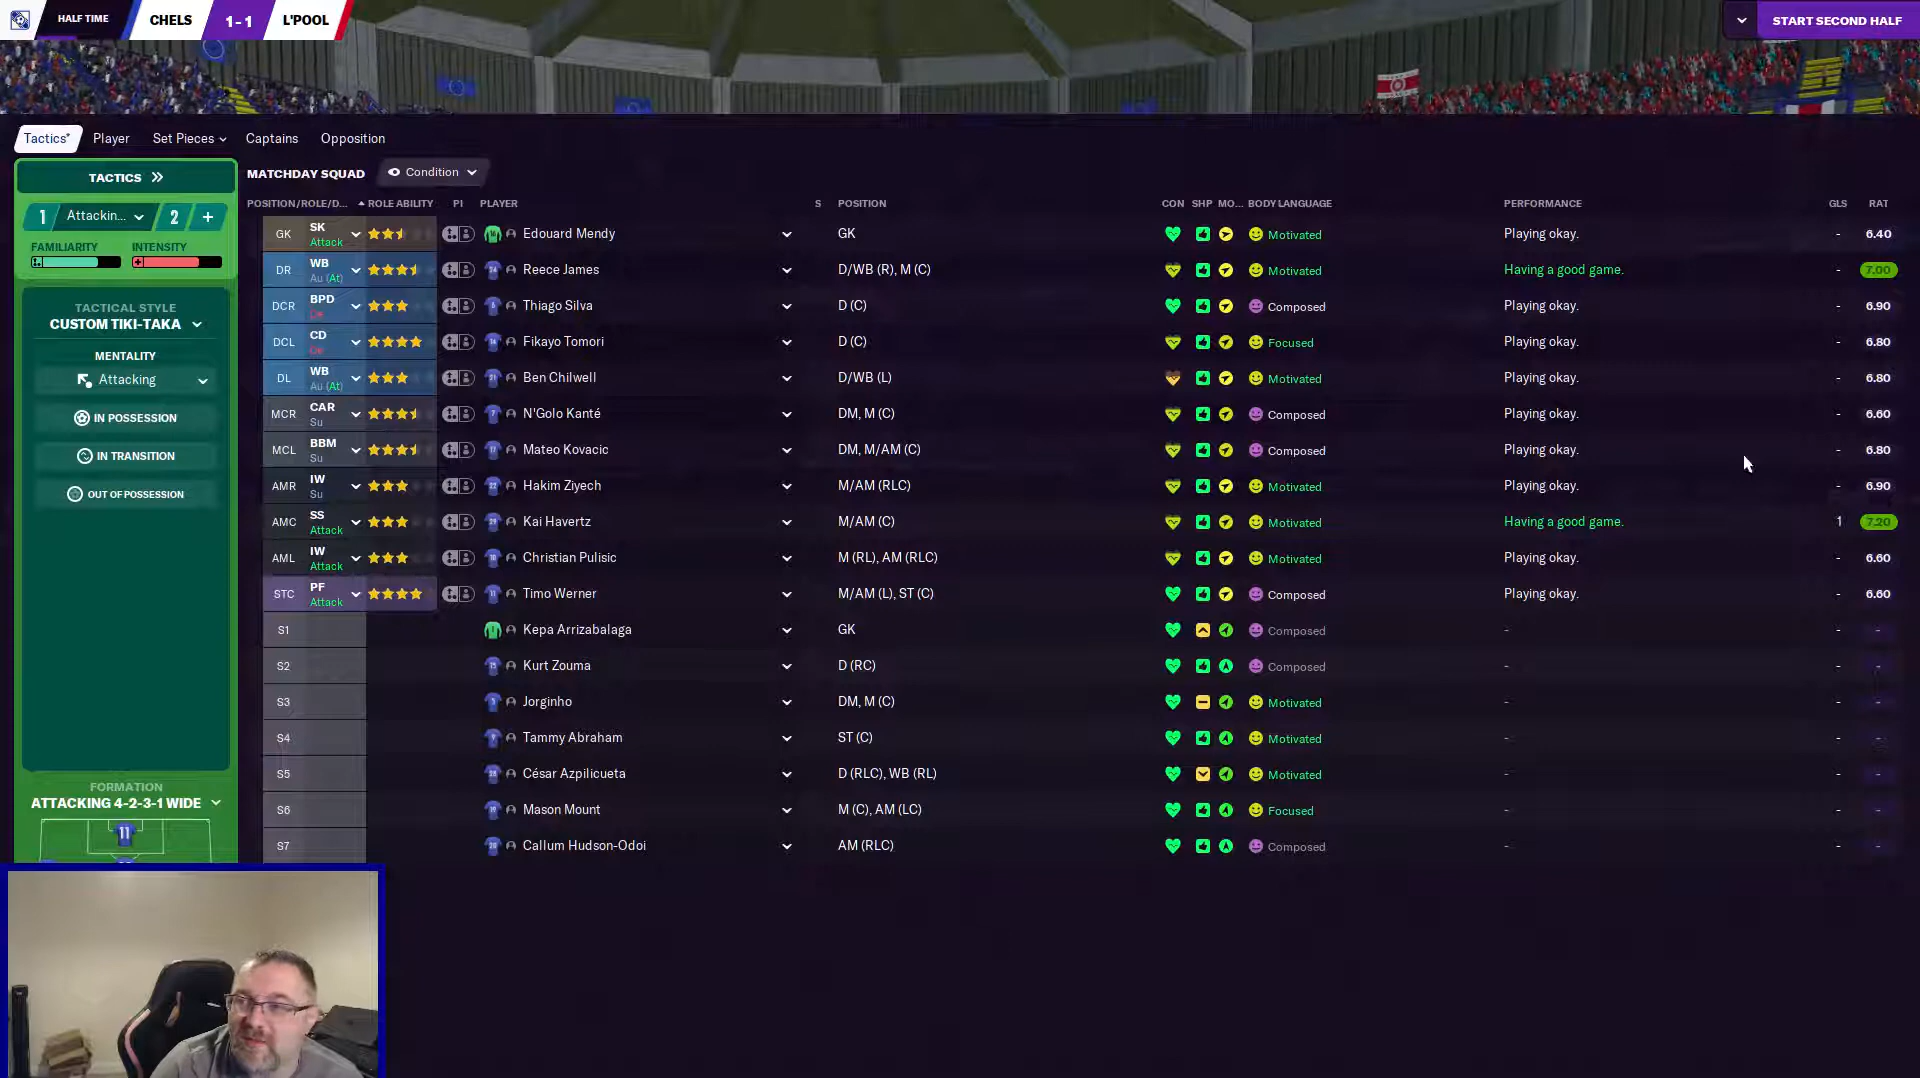 HALF TIME CHELS 1 - 1 L'POOL START SECOND HALF
Tactics* Player Set Pieces Captains Opposition
TACTICS
1 Attackin... 2 +
FAMILIARITY INTENSITY
TACTICAL STYLE
CUSTOM TIKI-TAKA
MENTALITY
Attacking
IN POSSESSION
IN TRANSITION
OUT OF POSSESSION
FORMATION
ATTACKING 4-2-3-1 WIDE
11
MATCHDAY SQUAD Condition
POSITION/ROLE/D... ROLE ABILITY PI PLAYER S POSITION CON SHP MO... BODY LANGUAGE PERFORMANCE GLS RAT
GK SK Attack Edouard Mendy GK Motivated Playing okay. - 6.40
DR WB Au (At) Reece James D/WB (R), M (C) Motivated Having a good game. - 7.00
DCR BPD De Thiago Silva D (C) Composed Playing okay. - 6.90
DCL CD De Fikayo Tomori D (C) Focused Playing okay. - 6.80
DL WB Au (At) Ben Chilwell D/WB (L) Motivated Playing okay. - 6.80
MCR CAR Su N'Golo Kanté DM, M (C) Composed Playing okay. - 6.60
MCL BBM Su Mateo Kovacic DM, M/AM (C) Composed Playing okay. - 6.80
AMR IW Su Hakim Ziyech M/AM (RLC) Motivated Playing okay. - 6.90
AMC SS Attack Kai Havertz M/AM (C) Motivated Having a good game. 1 7.20
AML IW Attack Christian Pulisic M (RL), AM (RLC) Motivated Playing okay. - 6.60
STC PF Attack Timo Werner M/AM (L), ST (C) Composed Playing okay. - 6.60
S1 Kepa Arrizabalaga GK Composed - - -
S2 Kurt Zouma D (RC) Composed - - -
S3 Jorginho DM, M (C) Motivated - - -
S4 Tammy Abraham ST (C) Motivated - - -
S5 César Azpilicueta D (RLC), WB (RL) Motivated - - -
S6 Mason Mount M (C), AM (LC) Focused - - -
S7 Callum Hudson-Odoi AM (RLC) Composed - - -